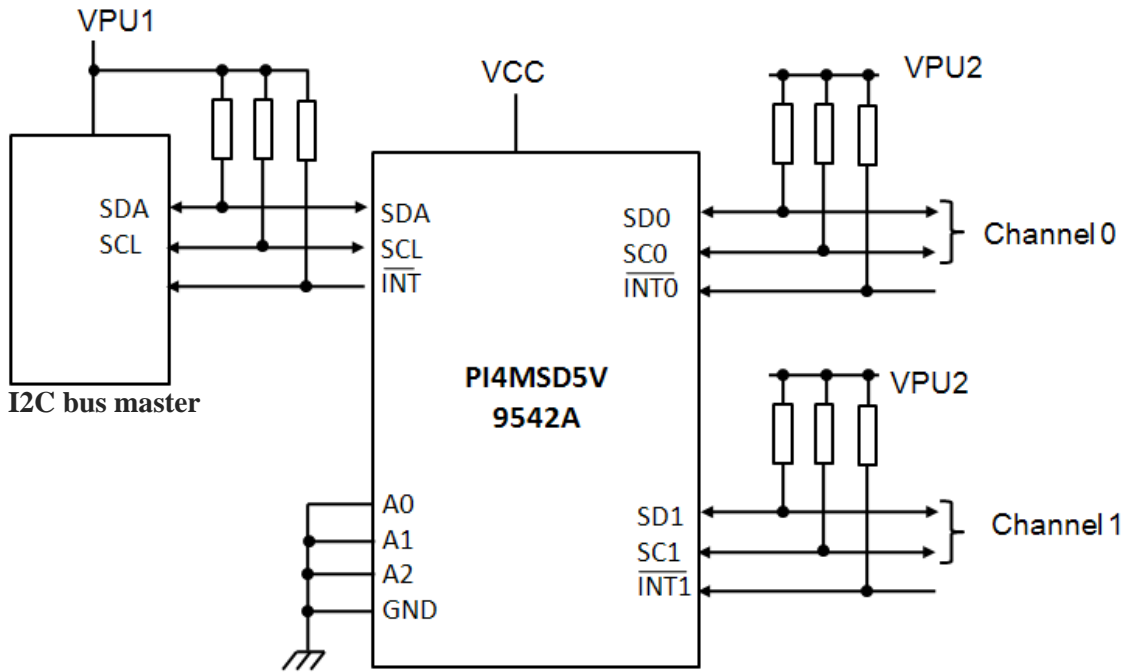 VPU1
VCC
VPU2
SDA
SCL
SDA
SCL
INT
SD0
SC0
INT0
Channel 0
I2C bus master
PI4MSD5V
9542A
VPU2
A0
A1
A2
GND
SD1
SC1
INT1
Channel 1